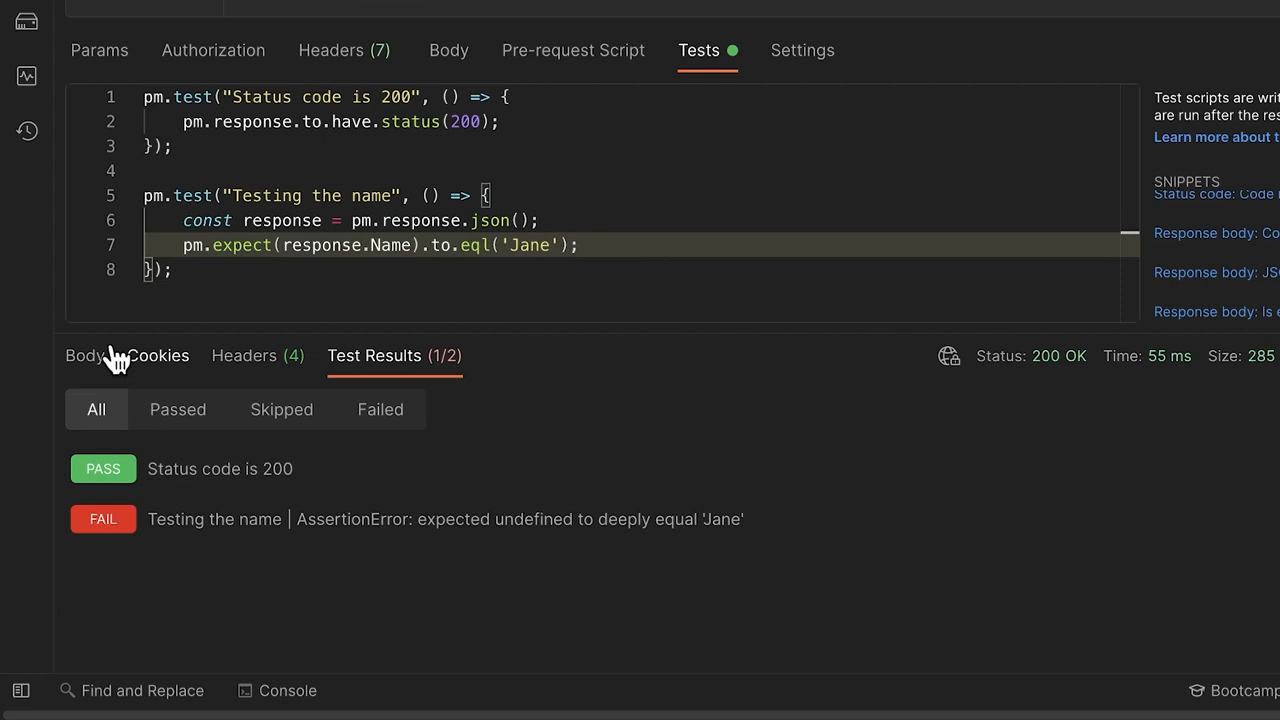 Params Authorization Headers (7) Body Pre-request Script Tests Settings
1 pm.test("Status code is 200", () => {
2 pm.response.to.have.status(200);
3 });
4
5 pm.test("Testing the name", () => {
6 const response = pm.response.json();
7 pm.expect(response.Name).to.eql('Jane');
8 });
Test scripts are writ
are run after the res
Learn more about t
SNIPPETS
Status code: Code
Response body: Co
Response body: JS
Response body: Is e
Body Cookies Headers (4) Test Results (1/2) Status: 200 OK Time: 55 ms Size: 285
All Passed Skipped Failed
PASS Status code is 200
FAIL Testing the name | AssertionError: expected undefined to deeply equal 'Jane'
Find and Replace Console Bootcamp